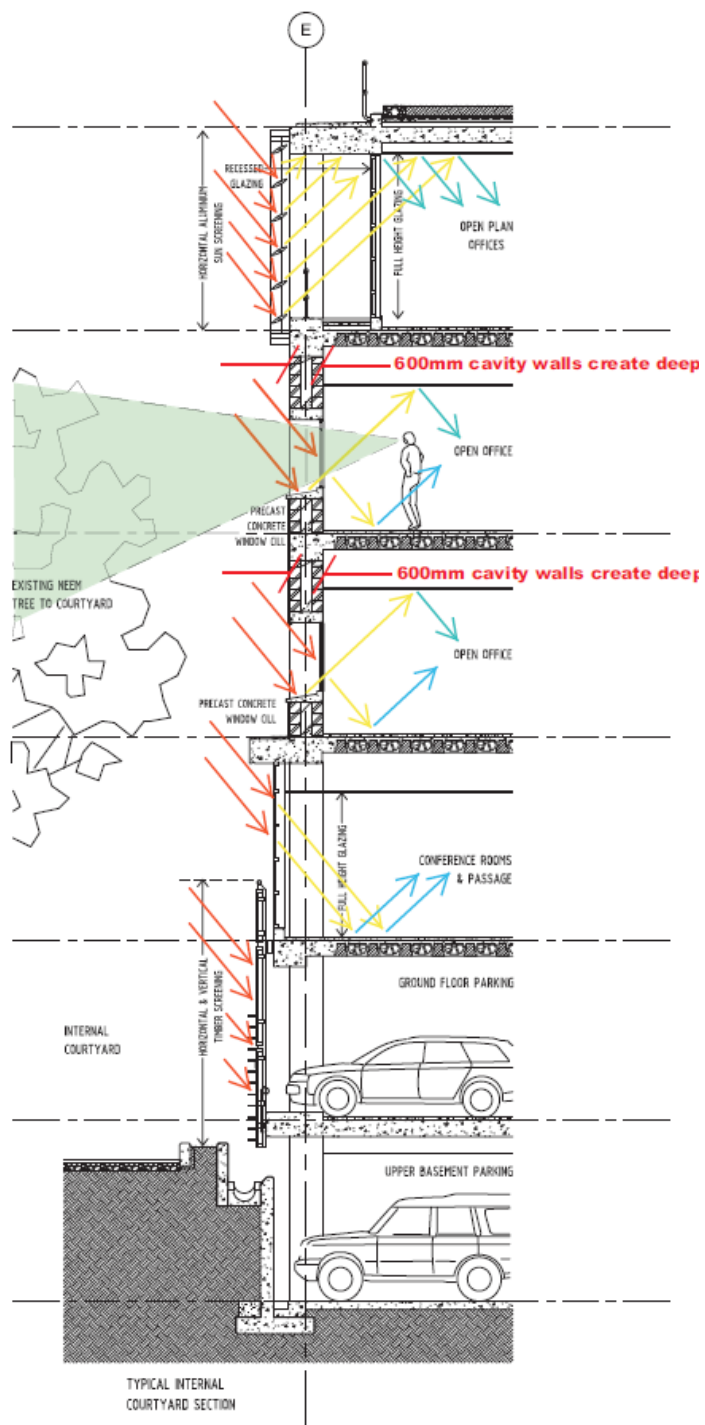 E
RECESSED
GLAZING
HORIZONTAL ALUMINIUM
SUN SCREENING
FULL HEIGHT GLAZING
OPEN PLAN
OFFICES
600mm cavity walls create deep
OPEN OFFICE
PRECAST
CONCRETE
WINDOW CILL
EXISTING NEEM
TREE TO COURTYARD
600mm cavity walls create deep
OPEN OFFICE
PRECAST CONCRETE
WINDOW CILL
FULL HEIGHT GLAZING
CONFERENCE ROOMS
& PASSAGE
HORIZONTAL & VERTICAL
TIMBER SCREENING
GROUND FLOOR PARKING
INTERNAL
COURTYARD
UPPER BASEMENT PARKING
TYPICAL INTERNAL
COURTYARD SECTION